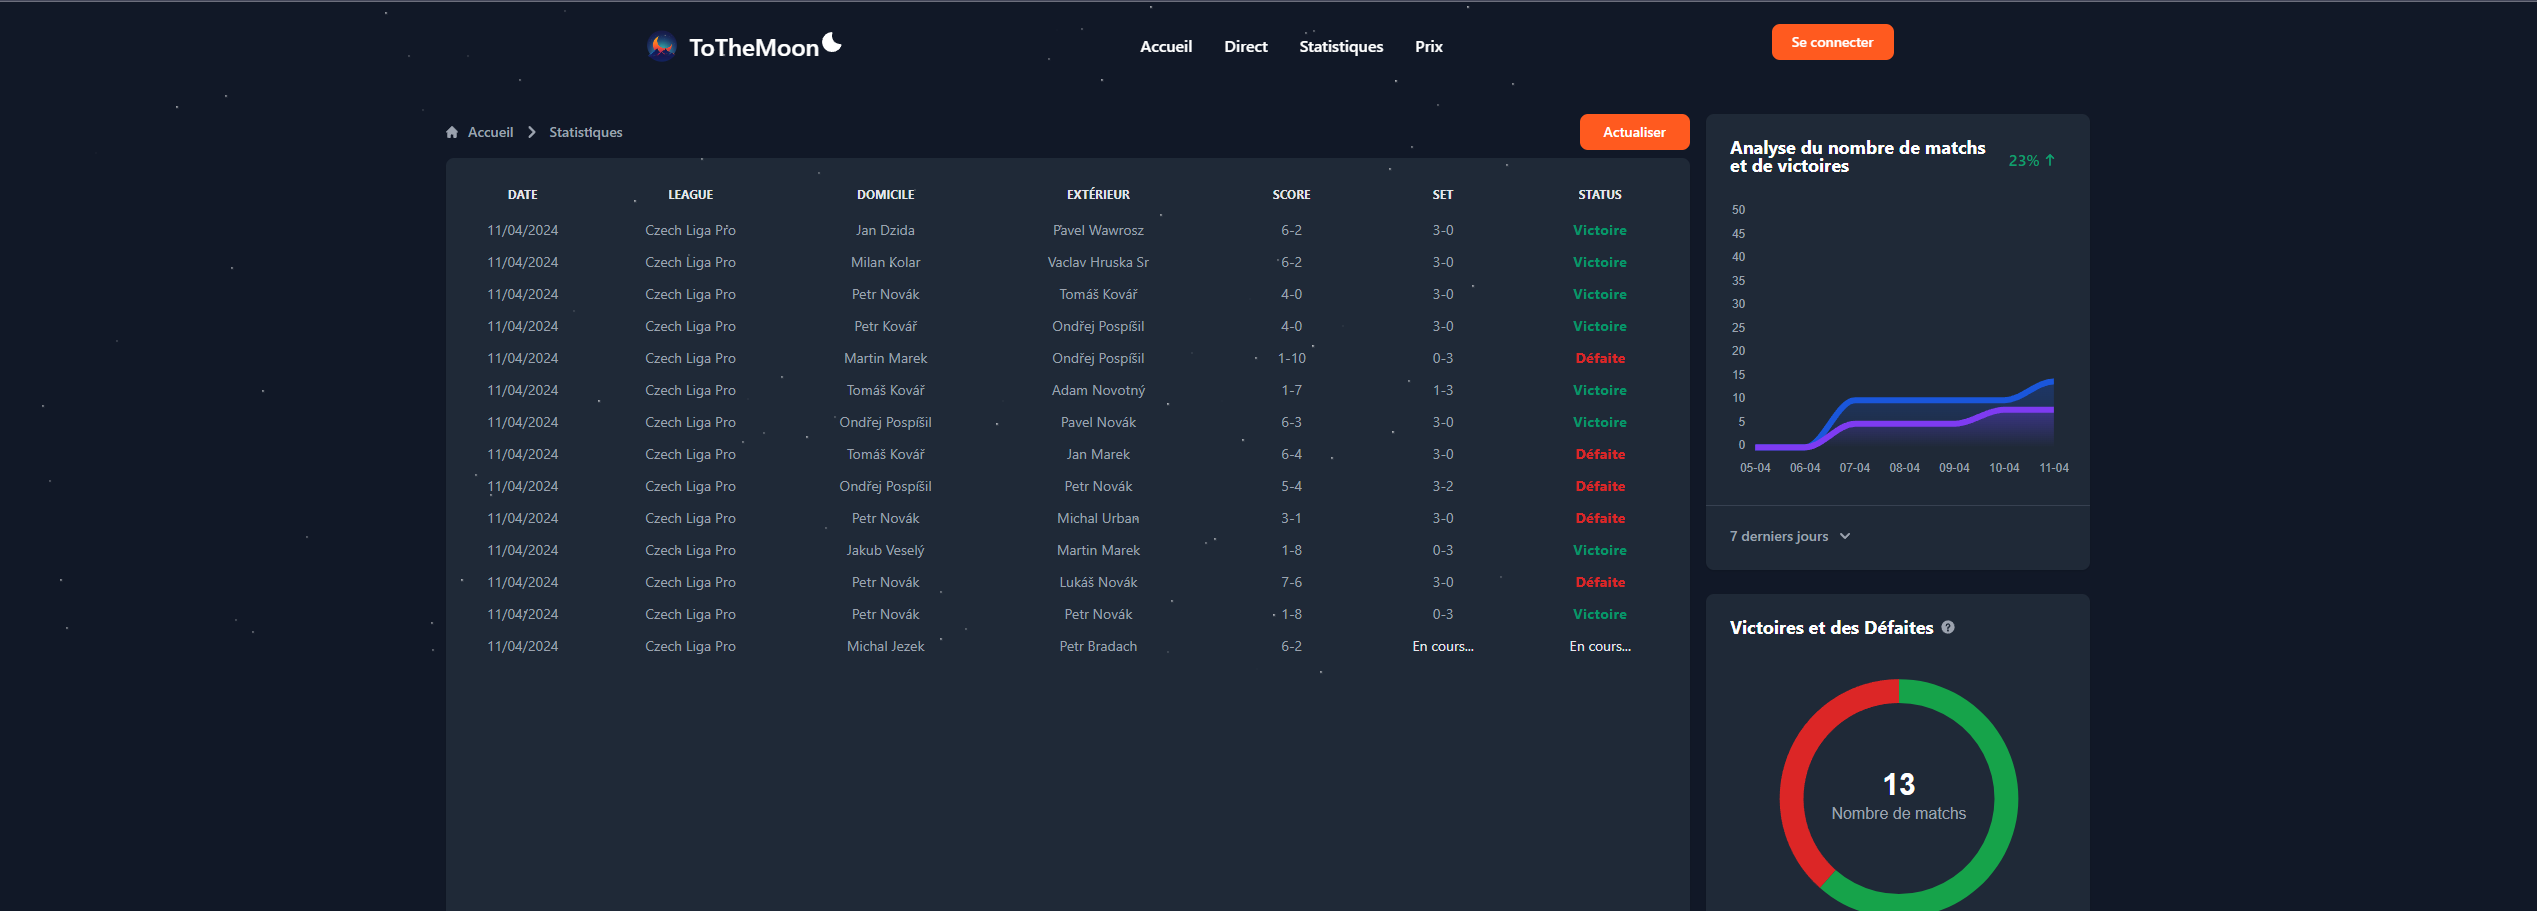 ToTheMoon
Accueil Direct Statistiques Prix
Se connecter
Accueil Statistiques
Actualiser
DATE LEAGUE DOMICILE EXTÉRIEUR SCORE SET STATUS
11/04/2024 Czech Liga Pro Jan Dzida Pavel Wawrosz 6-2 3-0 Victoire
11/04/2024 Czech Liga Pro Milan Kolar Vaclav Hruska Sr 6-2 3-0 Victoire
11/04/2024 Czech Liga Pro Petr Novák Tomáš Kovář 4-0 3-0 Victoire
11/04/2024 Czech Liga Pro Petr Kovář Ondřej Pospíšil 4-0 3-0 Victoire
11/04/2024 Czech Liga Pro Martin Marek Ondřej Pospíšil 1-10 0-3 Défaite
11/04/2024 Czech Liga Pro Tomáš Kovář Adam Novotný 1-7 1-3 Victoire
11/04/2024 Czech Liga Pro Ondřej Pospíšil Pavel Novák 6-3 3-0 Victoire
11/04/2024 Czech Liga Pro Tomáš Kovář Jan Marek 6-4 3-0 Défaite
11/04/2024 Czech Liga Pro Ondřej Pospíšil Petr Novák 5-4 3-2 Défaite
11/04/2024 Czech Liga Pro Petr Novák Michal Urban 3-1 3-0 Défaite
11/04/2024 Czech Liga Pro Jakub Veselý Martin Marek 1-8 0-3 Victoire
11/04/2024 Czech Liga Pro Petr Novák Lukáš Novák 7-6 3-0 Défaite
11/04/2024 Czech Liga Pro Petr Novák Petr Novák 1-8 0-3 Victoire
11/04/2024 Czech Liga Pro Michal Jezek Petr Bradach 6-2 En cours... En cours...
Analyse du nombre de matchs
et de victoires
23%
50
45
40
35
30
25
20
15
10
5
0
05-04 06-04 07-04 08-04 09-04 10-04 11-04
7 derniers jours
Victoires et des Défaites ?
13
Nombre de matchs